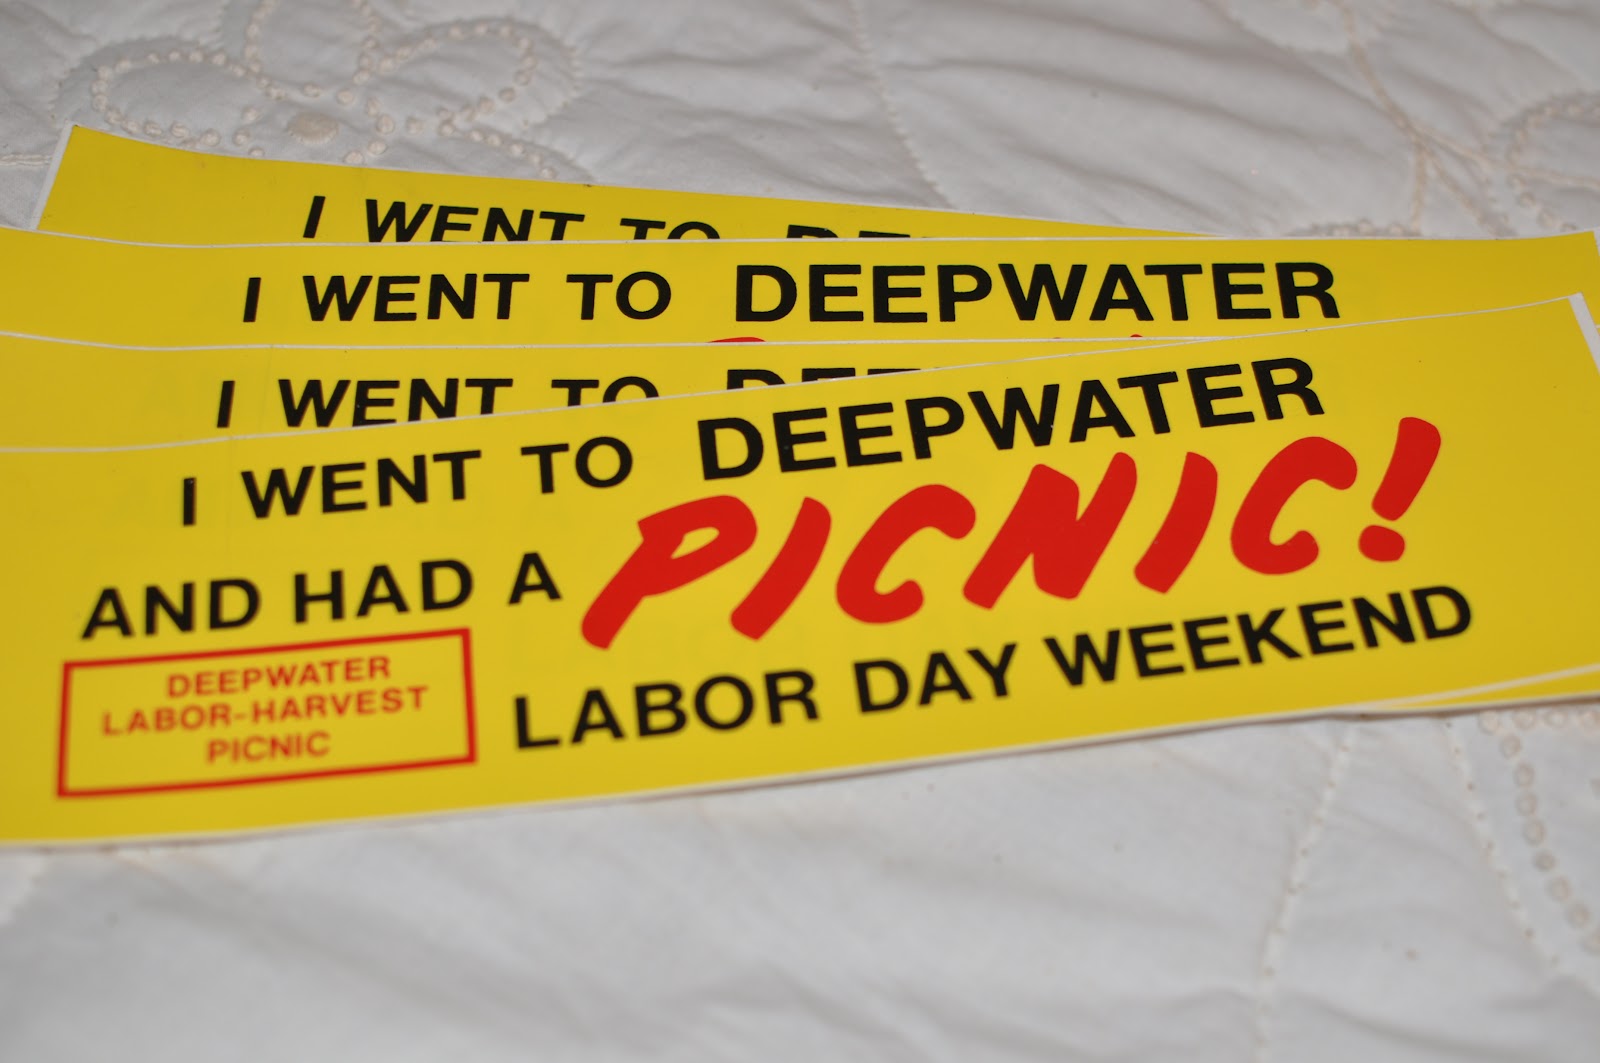 I WENT TO
I WENT TO DEEPWATER
I WENT TO
I WENT TO DEEPWATER
AND HAD A PICNIC!
DEEPWATER
LABOR-HARVEST
PICNIC
LABOR DAY WEEKEND